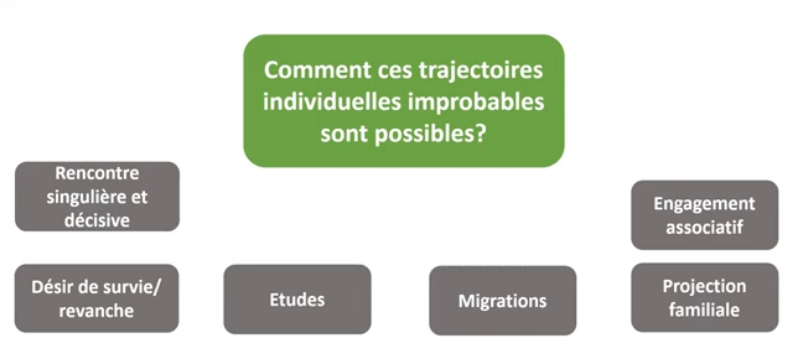 Comment ces trajectoires
individuelles improbables
sont possibles?
Rencontre
singulière et
décisive
Engagement
associatif
Désir de survie/
revanche
Etudes
Migrations
Projection
familiale